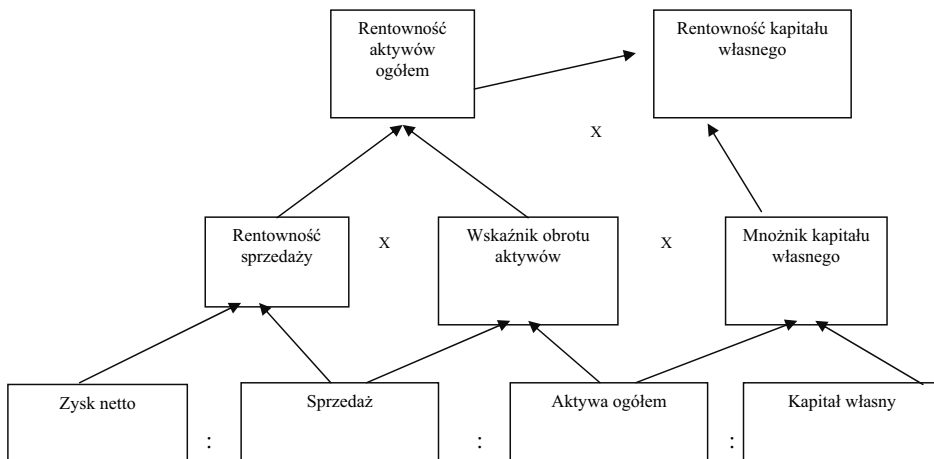 Rentowność
aktywów
ogółem
Rentowność kapitału
własnego
X
Rentowność
sprzedaży
X
Wskaźnik obrotu
aktywów
X
Mnożnik kapitału
własnego
Zysk netto
:
Sprzedaż
:
Aktywa ogółem
:
Kapitał własny